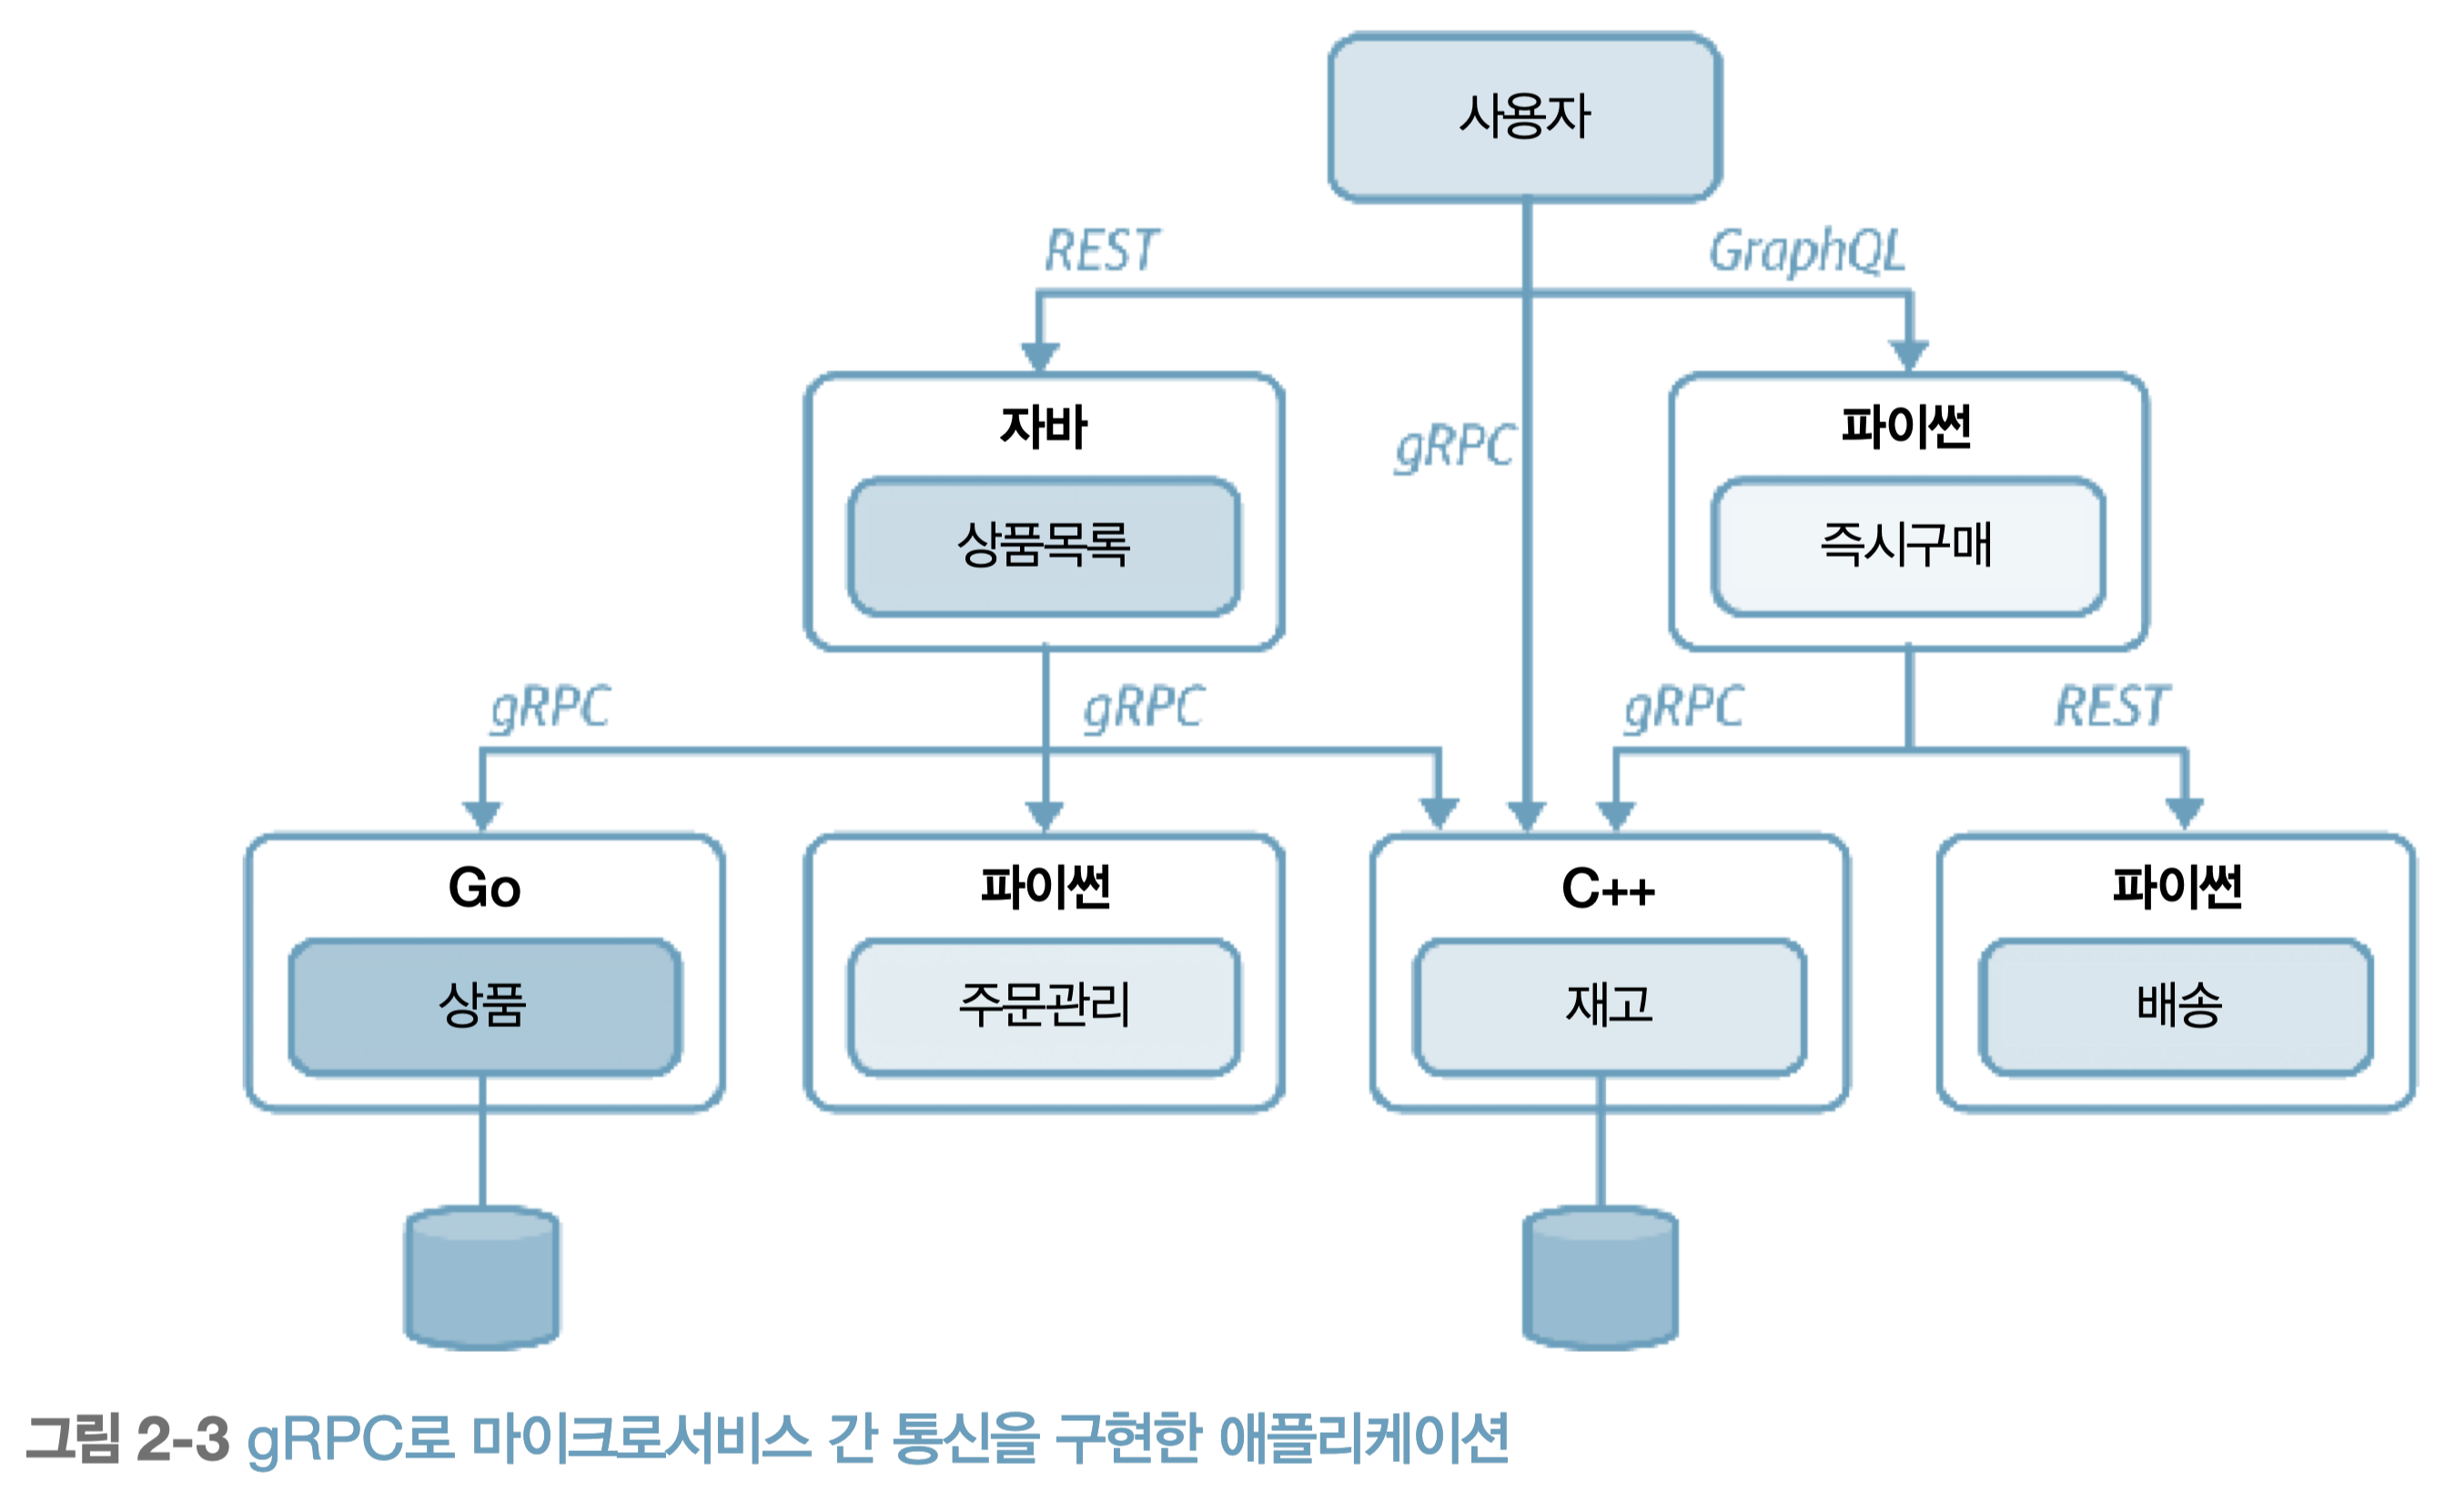 사용자
REST
GraphQL
자바
gRPC
파이썬
상품목록
즉시구매
gRPC
gRPC
gRPC
REST
Go
파이썬
C++
파이썬
상품
주문관리
재고
배송
그림 2-3 gRPC로 마이크로서비스 간 통신을 구현한 애플리케이션